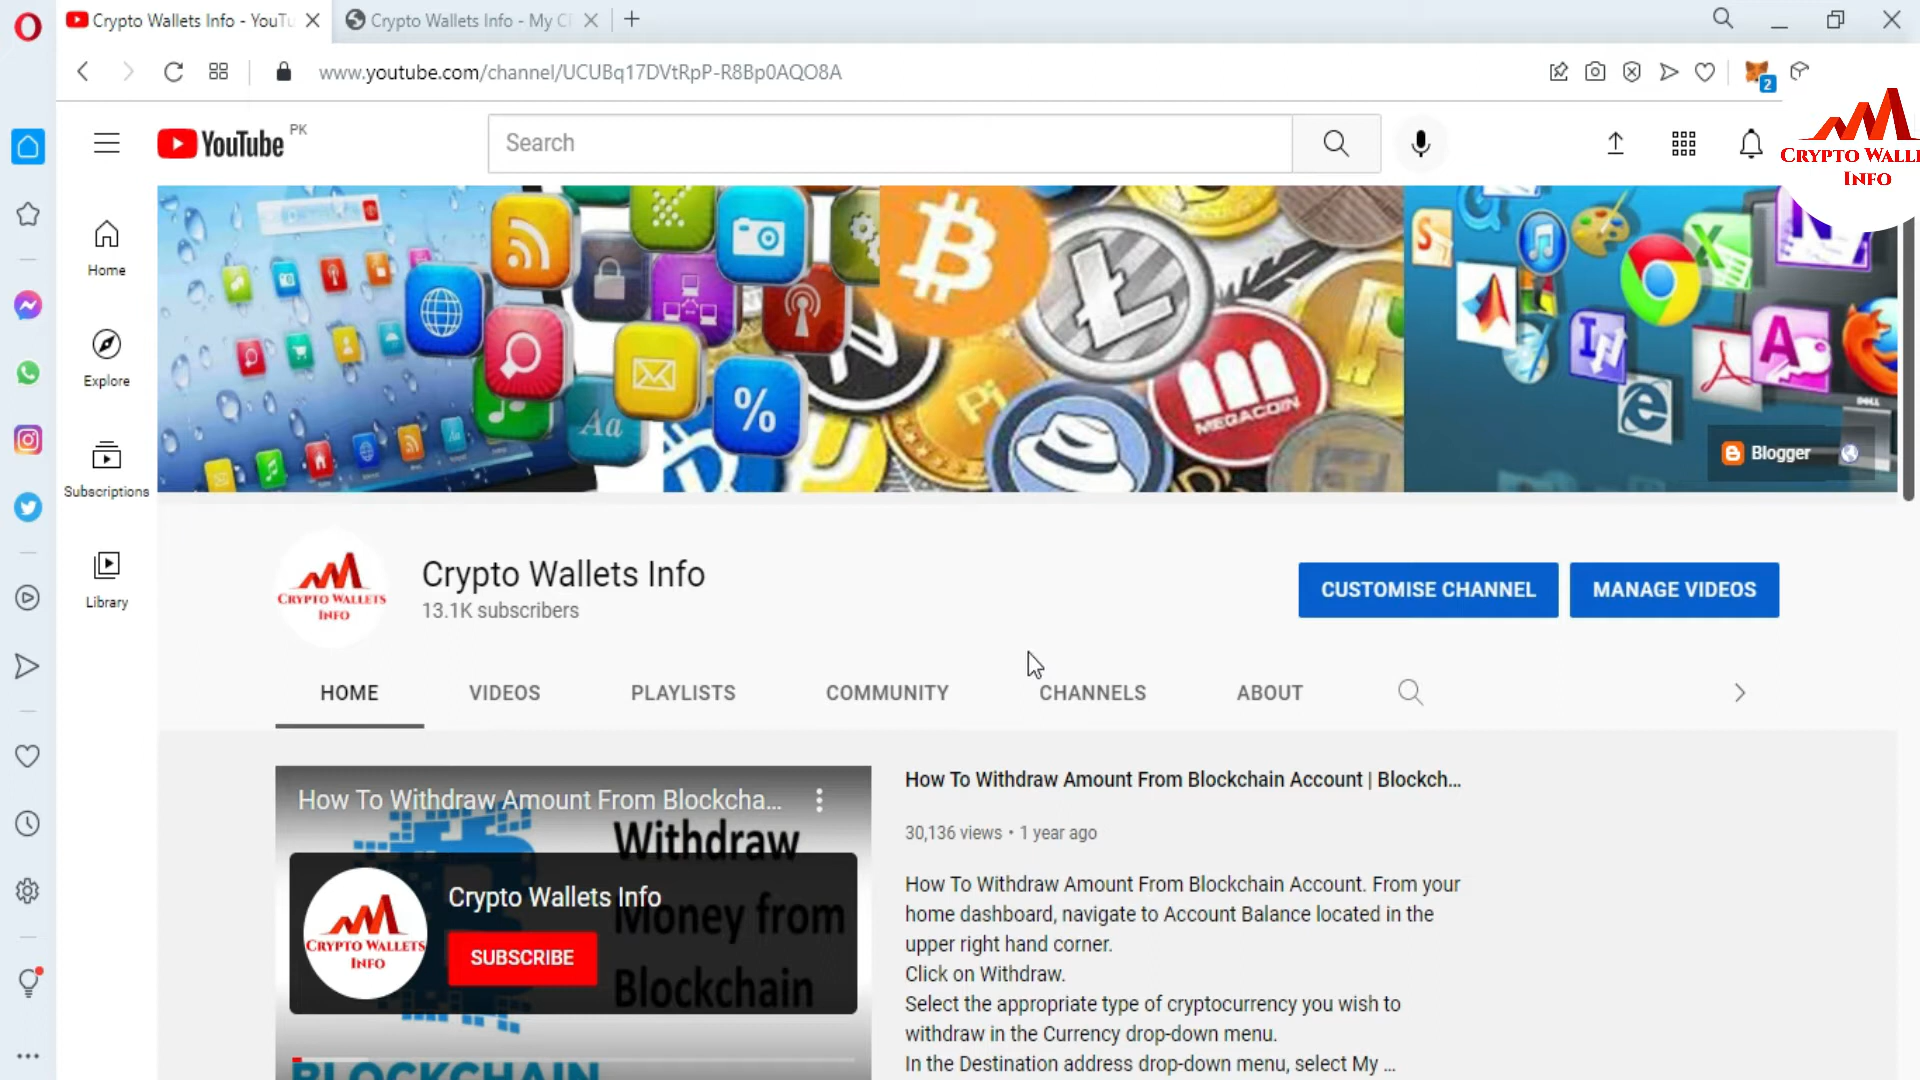 Crypto Wallets Info - YouTu
Crypto Wallets Info - My C
www.youtube.com/channel/UCUBq17DVtRpP-R8Bp0AQO8A
2
YouTube PK
Search
CRYPTO WALL
INFO
Home
Explore
Subscriptions
Library
Aa
%
Pi
MEGACOIN
DELL
Blogger
CRYPTO WALLETS
INFO
Crypto Wallets Info
13.1K subscribers
CUSTOMISE CHANNEL
MANAGE VIDEOS
HOME
VIDEOS
PLAYLISTS
COMMUNITY
CHANNELS
ABOUT
How To Withdraw Amount From Blockcha...
Withdraw
Money from
Blockchain
CRYPTO WALLETS
INFO
Crypto Wallets Info
SUBSCRIBE
BLOCKCHAIN
How To Withdraw Amount From Blockchain Account | Blockch...
30,136 views • 1 year ago
How To Withdraw Amount From Blockchain Account. From your
home dashboard, navigate to Account Balance located in the
upper right hand corner.
Click on Withdraw.
Select the appropriate type of cryptocurrency you wish to
withdraw in the Currency drop-down menu.
In the Destination address drop-down menu, select My ...